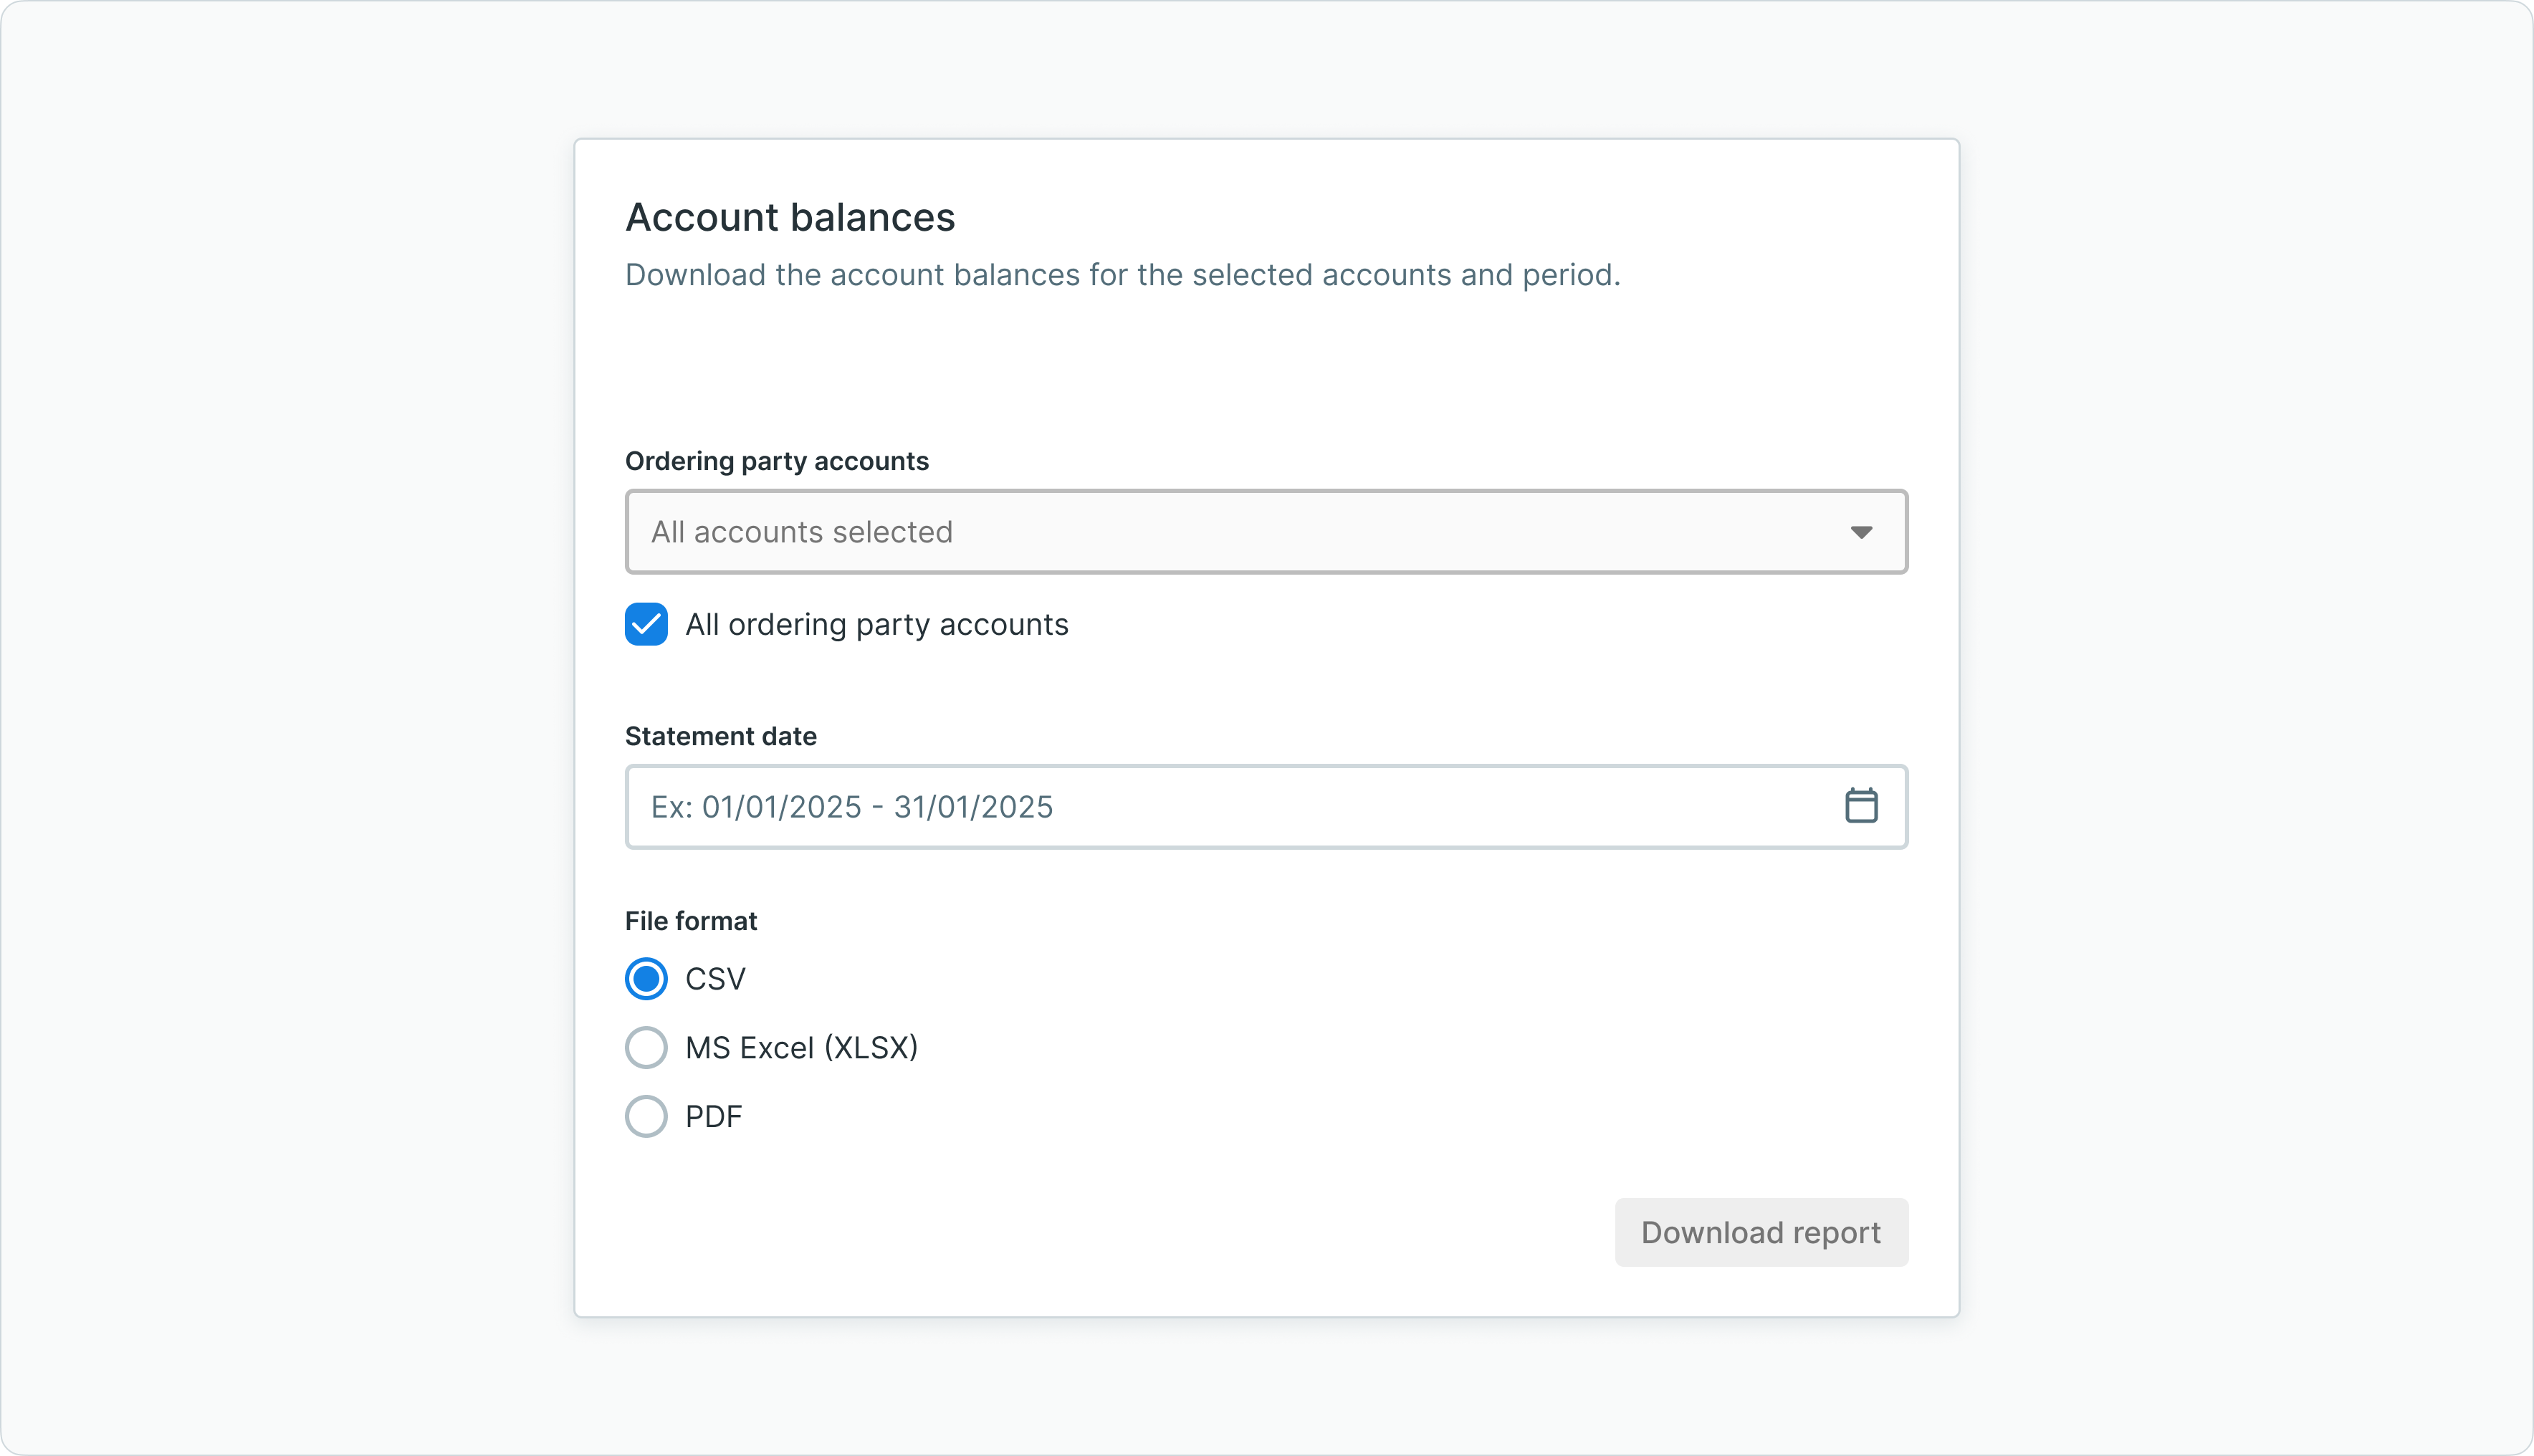 Account balances
Download the account balances for the selected accounts and period.
Ordering party accounts
All accounts selected
All ordering party accounts
Statement date
Ex: 01/01/2025 - 31/01/2025
File format
CSV
MS Excel (XLSX)
PDF
Download report